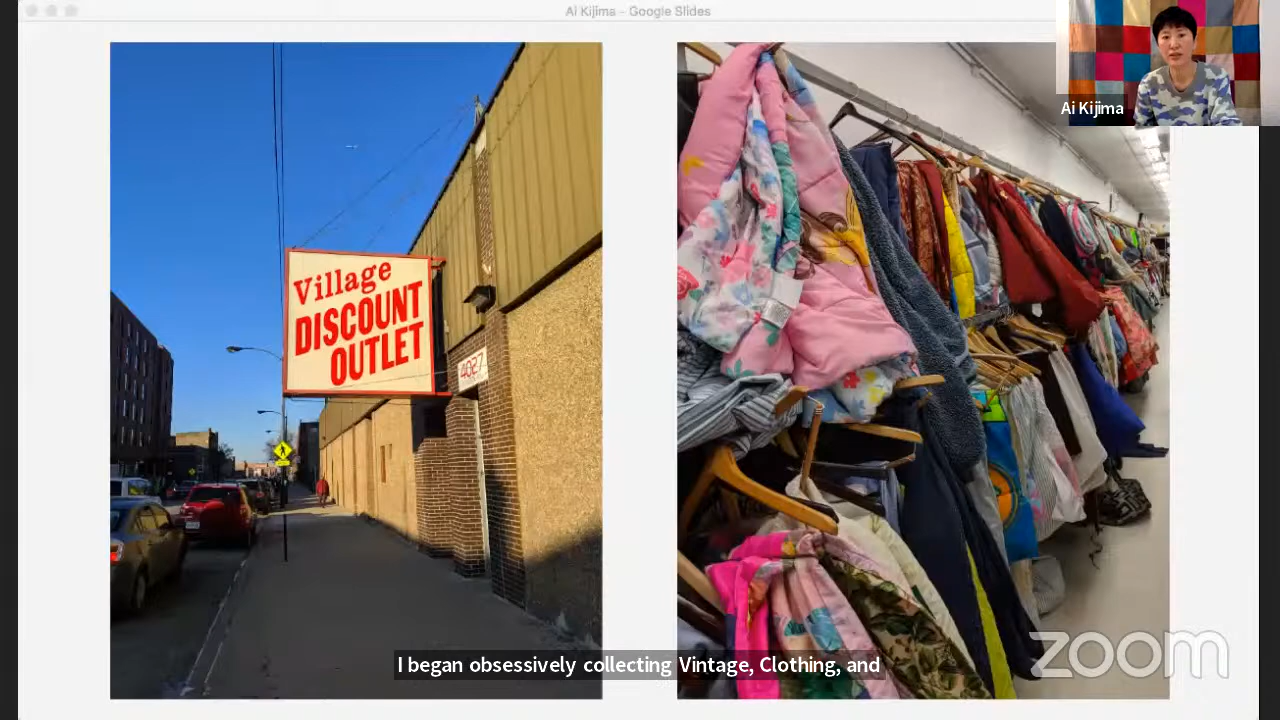 Ai Kijima - Google Slides
Ai Kijima
Village
DISCOUNT
OUTLET
4027
I began obsessively collecting Vintage, Clothing, and
zoom